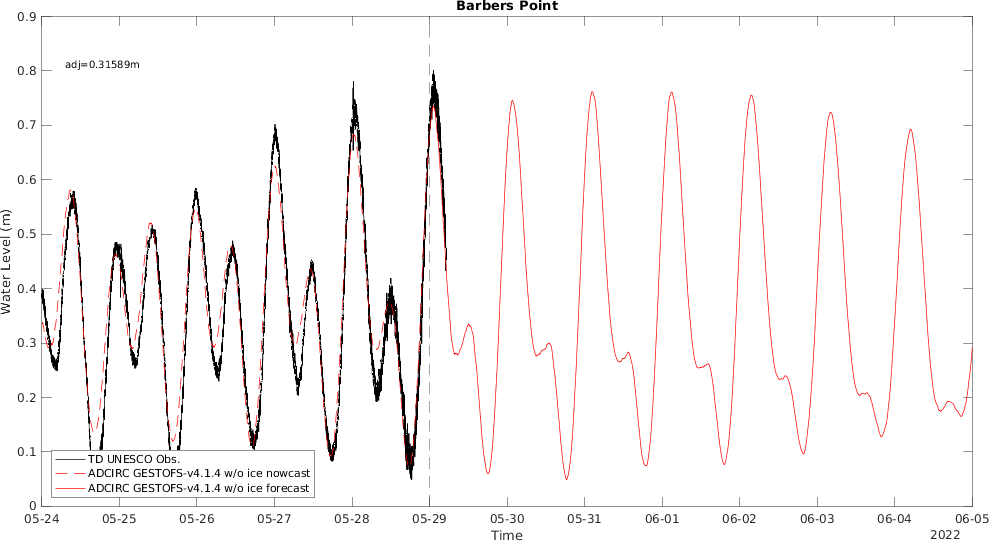 Barbers Point
adj=0.31589m
Water Level (m)
0.9
0.8
0.7
0.6
0.5
0.4
0.3
0.2
0.1
0
TD UNESCO Obs.
ADCIRC GESTOFS-v4.1.4 w/o ice nowcast
ADCIRC GESTOFS-v4.1.4 w/o ice forecast
05-24 05-25 05-26 05-27 05-28 05-29 05-30 05-31 06-01 06-02 06-03 06-04 06-05
Time
2022